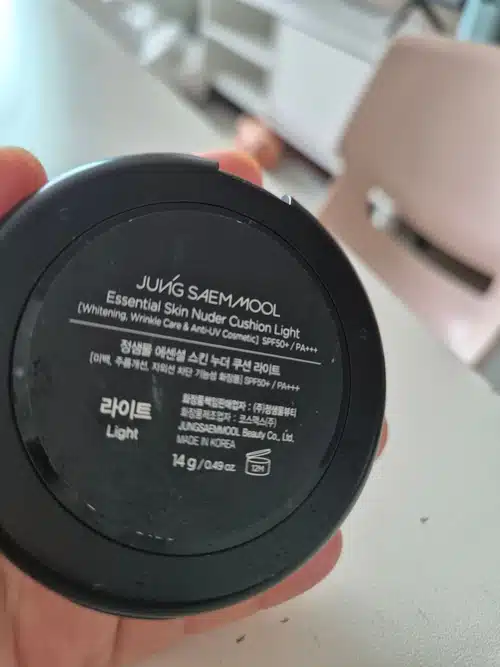 JUNG SAEMMOOL
Essential Skin Nuder Cushion Light
(Whitening, Wrinkle Care & Anti-UV Cosmetic) SPF50+ / PA+++
정샘물 에센셜 스킨 누더 쿠션 라이트
(미백, 주름개선, 자외선 차단 기능성 화장품) SPF50+ / PA+++
라이트
Light
화장품책임판매업자 : (주)정샘물뷰티
화장품제조업자 : 코스맥스(주)
JUNGSAEMMOOL Beauty Co., Ltd.
MADE IN KOREA
14g / 0.49 oz.
12M